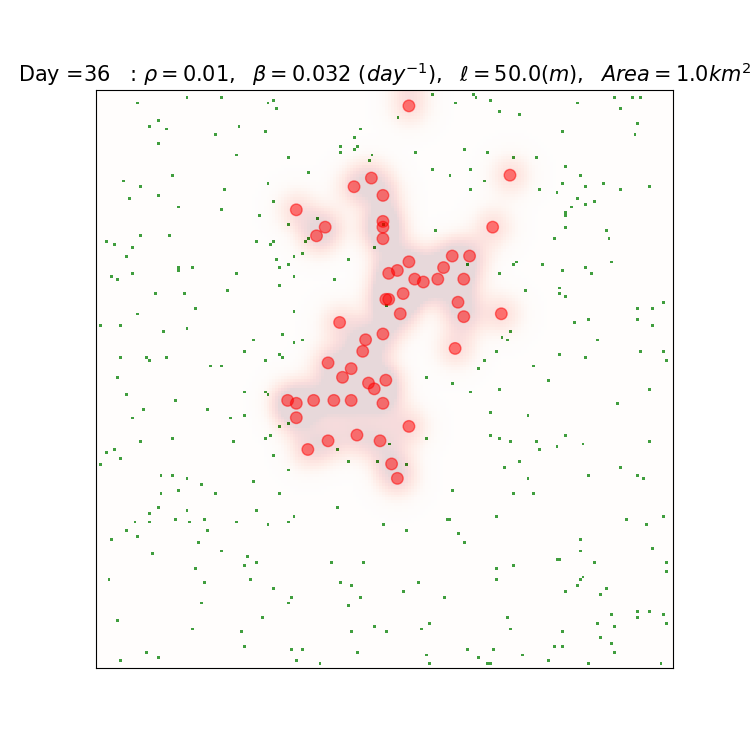 Day =36 : ρ = 0.01, β = 0.032 (day⁻¹), ℓ = 50.0(m), Area = 1.0km²